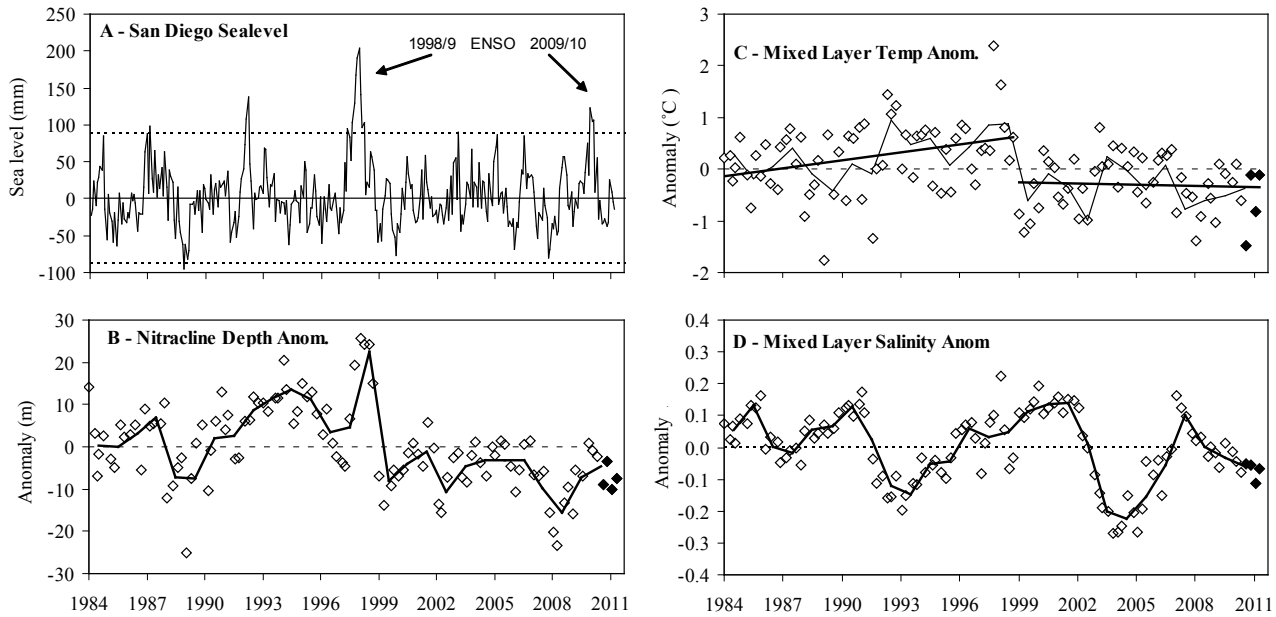 A - San Diego Sealevel
1998/9 ENSO 2009/10
Sea level (mm)
250
200
150
100
50
0
-50
-100
C - Mixed Layer Temp Anom.
Anomaly (˚C)
3
2
1
0
-1
-2
B - Nitracline Depth Anom.
Anomaly (m)
30
20
10
0
-10
-20
-30
1984 1987 1990 1993 1996 1999 2002 2005 2008 2011
D - Mixed Layer Salinity Anom
Anomaly
0.4
0.3
0.2
0.1
0.0
-0.1
-0.2
-0.3
-0.4
1984 1987 1990 1993 1996 1999 2002 2005 2008 2011